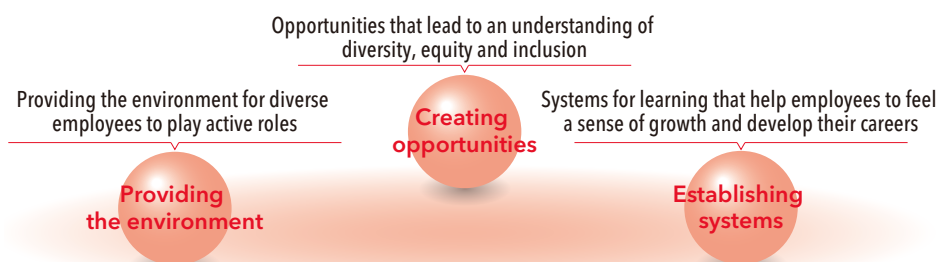 Opportunities that lead to an understanding of
diversity, equity and inclusion
Creating
opportunities
Providing the environment for diverse
employees to play active roles
Providing
the environment
Systems for learning that help employees to feel
a sense of growth and develop their careers
Establishing
systems